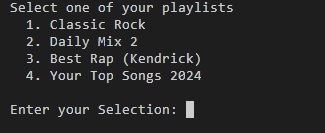 Select one of your playlists
1. Classic Rock
2. Daily Mix 2
3. Best Rap (Kendrick)
4. Your Top Songs 2024
Enter your Selection: